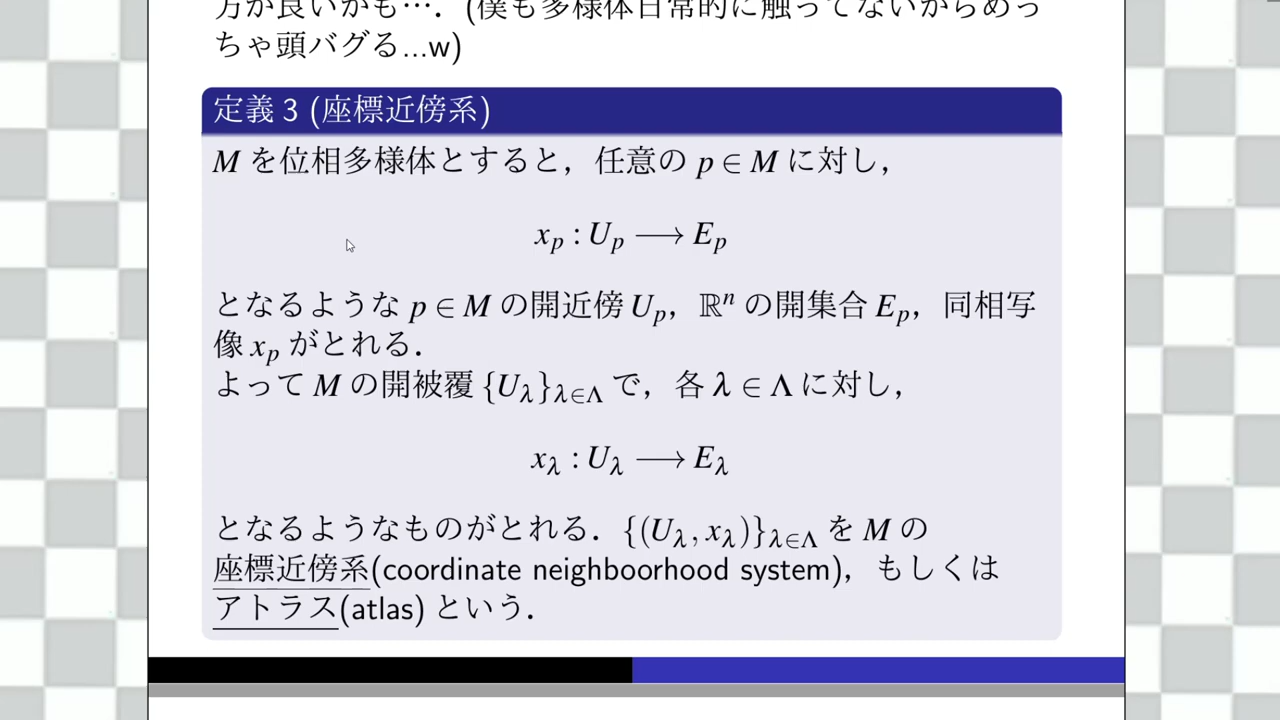 方が良いかも…．(僕も多様体日常的に触ってないからめっ
ちゃ頭バグる...w)
定義 3 (座標近傍系)
M を位相多様体とすると，任意の p ∈ M に対し，
x_p : U_p ⟶ E_p
となるような p ∈ M の開近傍 U_p，ℝ^n の開集合 E_p，同相写
像 x_p がとれる．
よって M の開被覆 {U_λ}_{λ∈Λ} で，各 λ ∈ Λ に対し，
x_λ : U_λ ⟶ E_λ
となるようなものがとれる．{(U_λ, x_λ)}_{λ∈Λ} を M の
座標近傍系(coordinate neighboorhood system)，もしくは
アトラス(atlas) という．